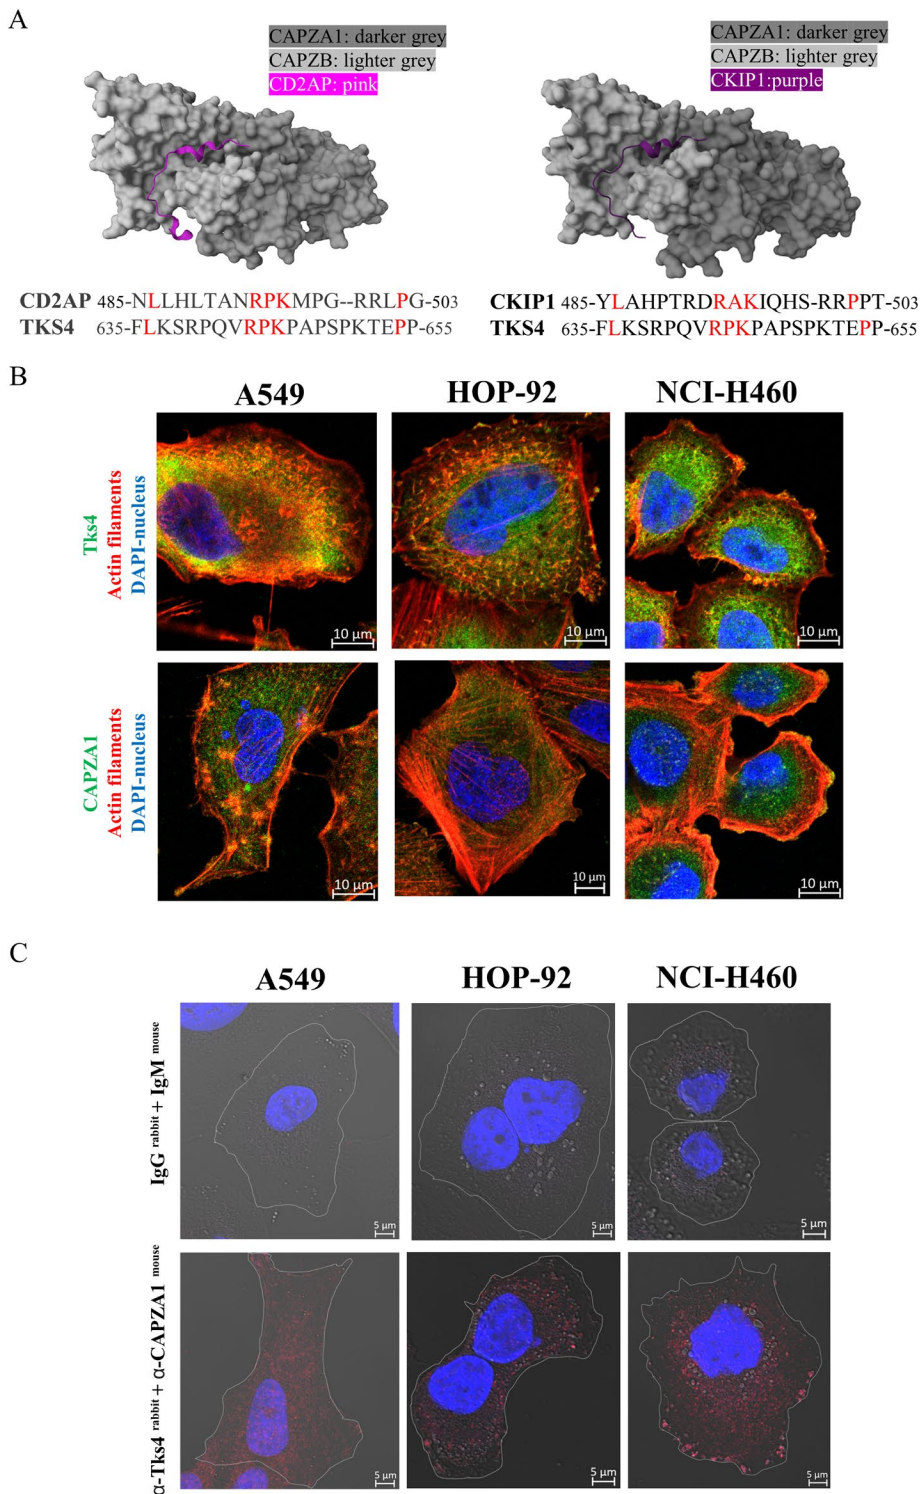 A
CAPZA1: darker grey
CAPZB: lighter grey
CD2AP: pink
CAPZA1: darker grey
CAPZB: lighter grey
CKIP1:purple
CD2AP 485-NLLHLTANRPKMPG--RRLPG-503
TKS4 635-FLKSRPQVRPKPAPSPKTEPP-655
CKIP1 485-YLAHPTRDRAKIQHS-RRPPT-503
TKS4 635-FLKSRPQVRPKPAPSPKTEPP-655
B
A549 HOP-92 NCI-H460
Tks4
Actin filaments
DAPI-nucleus
10 µm 10 µm 10 µm
CAPZA1
Actin filaments
DAPI-nucleus
10 µm 10 µm 10 µm
C
A549 HOP-92 NCI-H460
IgG rabbit + IgM mouse
5 µm 5 µm 5 µm
α-Tks4 rabbit + α-CAPZA1 mouse
5 µm 5 µm 5 µm